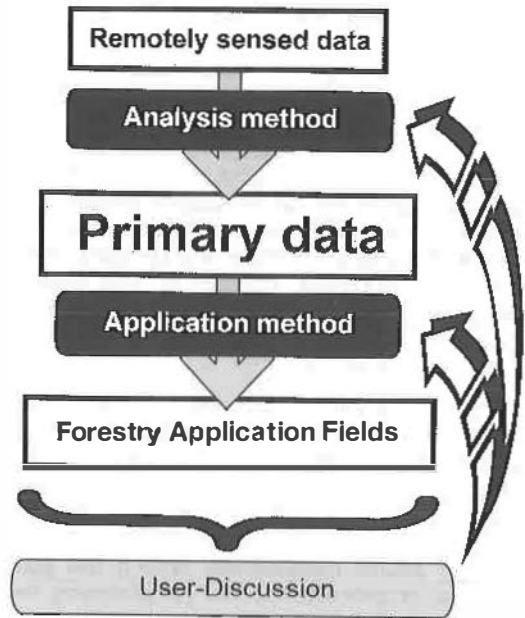 Remotely sensed data
Analysis method
Primary data
Application method
Forestry Application Fields
User-Discussion